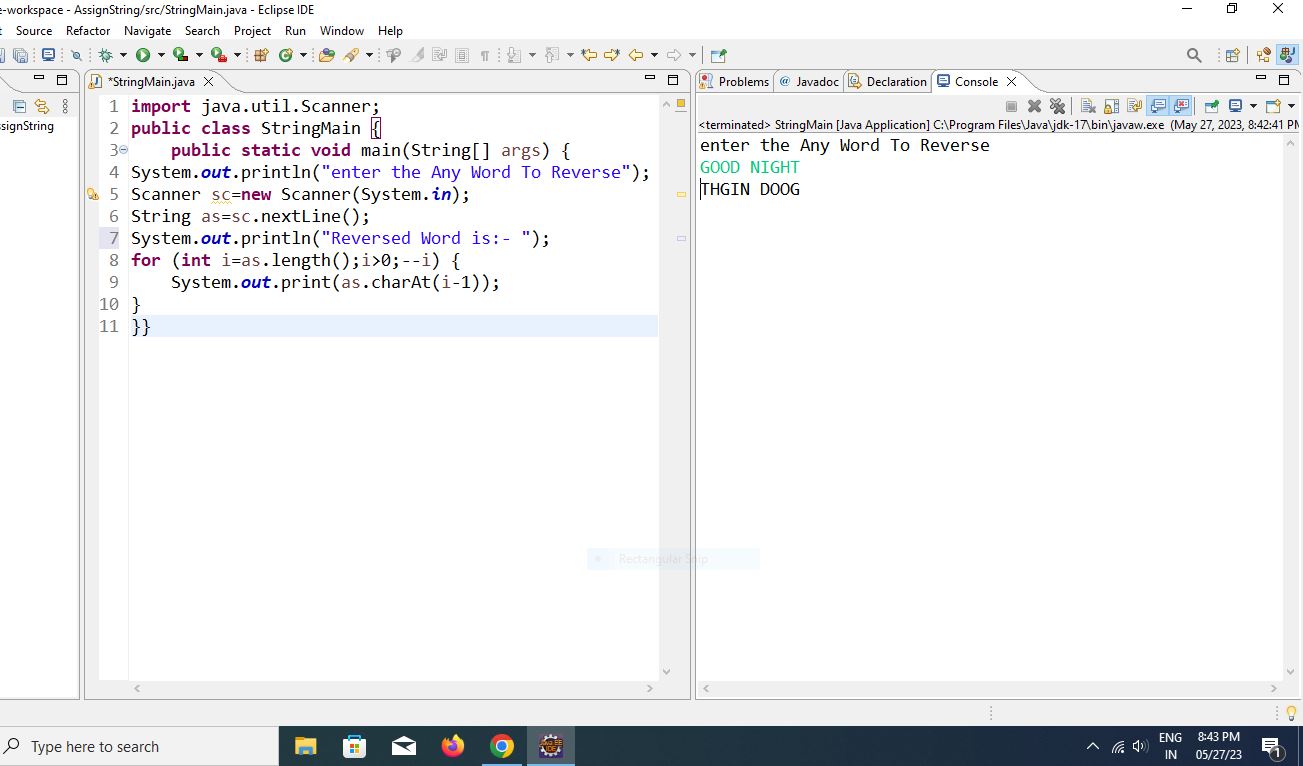 e-workspace - AssignString/src/StringMain.java - Eclipse IDE
Source Refactor Navigate Search Project Run Window Help
*StringMain.java
signString
1 import java.util.Scanner;
2 public class StringMain {
3 public static void main(String[] args) {
4 System.out.println("enter the Any Word To Reverse");
5 Scanner sc=new Scanner(System.in);
6 String as=sc.nextLine();
7 System.out.println("Reversed Word is:- ");
8 for (int i=as.length();i>0;--i) {
9 System.out.print(as.charAt(i-1));
10 }
11 }}
Problems @ Javadoc Declaration Console
<terminated> StringMain [Java Application] C:\Program Files\Java\jdk-17\bin\javaw.exe (May 27, 2023, 8:42:41 PM
enter the Any Word To Reverse
GOOD NIGHT
THGIN DOOG
Rectangular Snip
Type here to search
Java EE
IDE
ENG
IN
8:43 PM
05/27/23
1